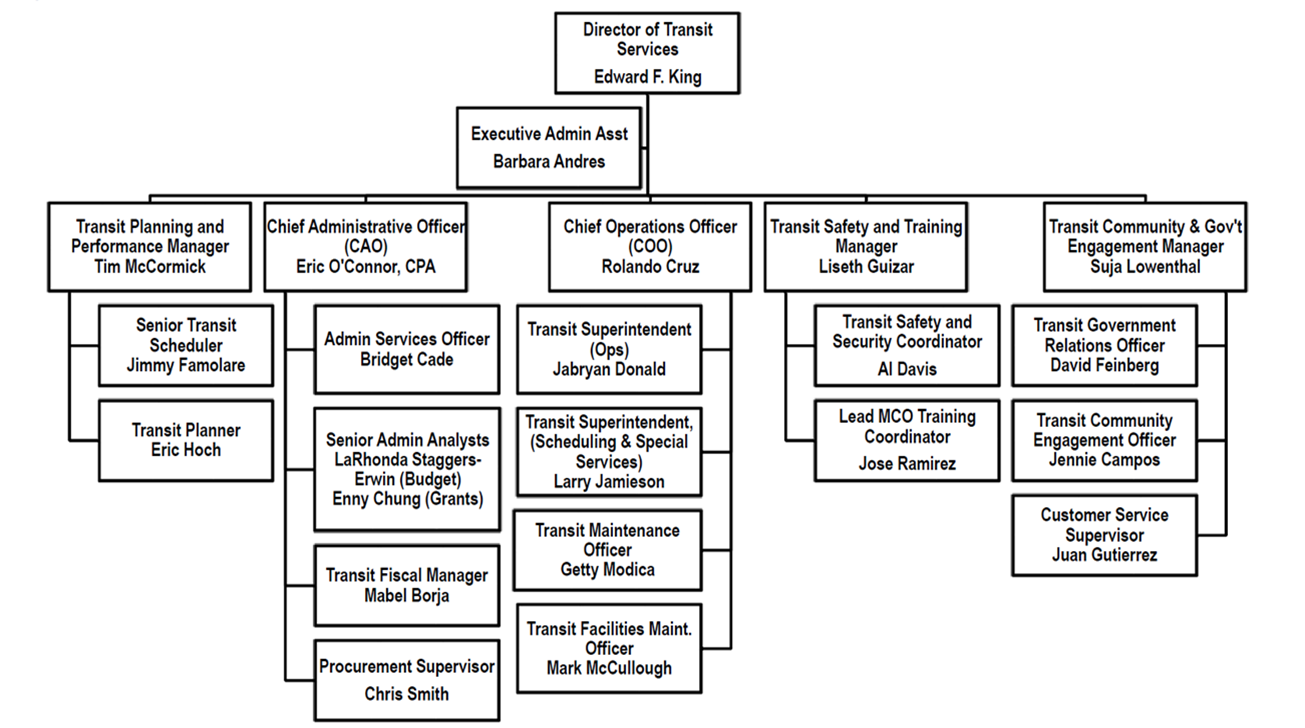 Director of Transit
Services
Edward F. King
Executive Admin Asst
Barbara Andres
Transit Planning and
Performance Manager
Tim McCormick
Chief Administrative Officer
(CAO)
Eric O'Connor, CPA
Chief Operations Officer
(COO)
Rolando Cruz
Transit Safety and Training
Manager
Liseth Guizar
Transit Community & Gov't
Engagement Manager
Suja Lowenthal
Senior Transit
Scheduler
Jimmy Famolare
Transit Planner
Eric Hoch
Admin Services Officer
Bridget Cade
Senior Admin Analysts
LaRhonda Staggers-
Erwin (Budget)
Enny Chung (Grants)
Transit Fiscal Manager
Mabel Borja
Procurement Supervisor
Chris Smith
Transit Superintendent
(Ops)
Jabryan Donald
Transit Superintendent,
(Scheduling & Special
Services)
Larry Jamieson
Transit Maintenance
Officer
Getty Modica
Transit Facilities Maint.
Officer
Mark McCullough
Transit Safety and
Security Coordinator
Al Davis
Lead MCO Training
Coordinator
Jose Ramirez
Transit Government
Relations Officer
David Feinberg
Transit Community
Engagement Officer
Jennie Campos
Customer Service
Supervisor
Juan Gutierrez